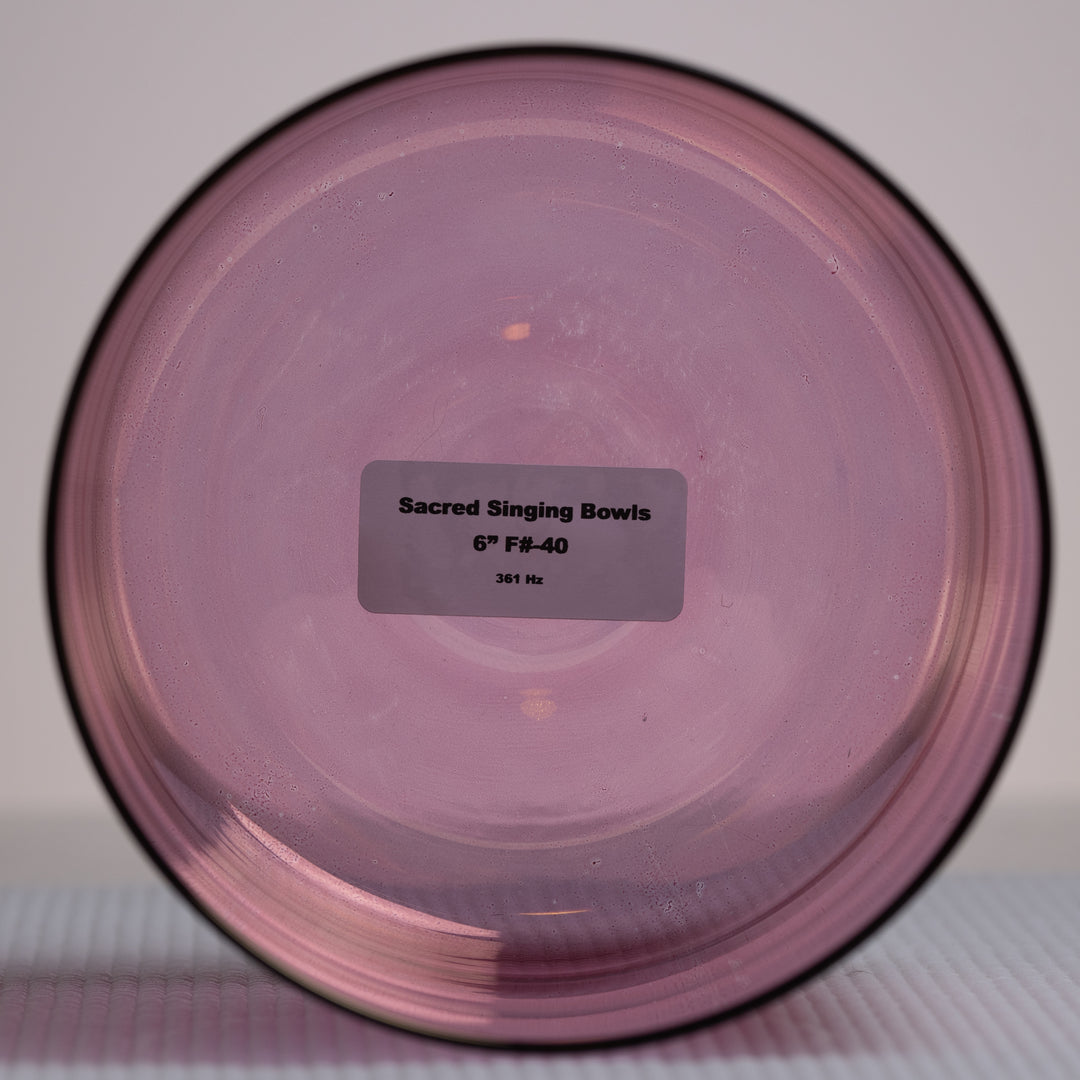 Sacred Singing Bowls
6” F#-40
361 Hz